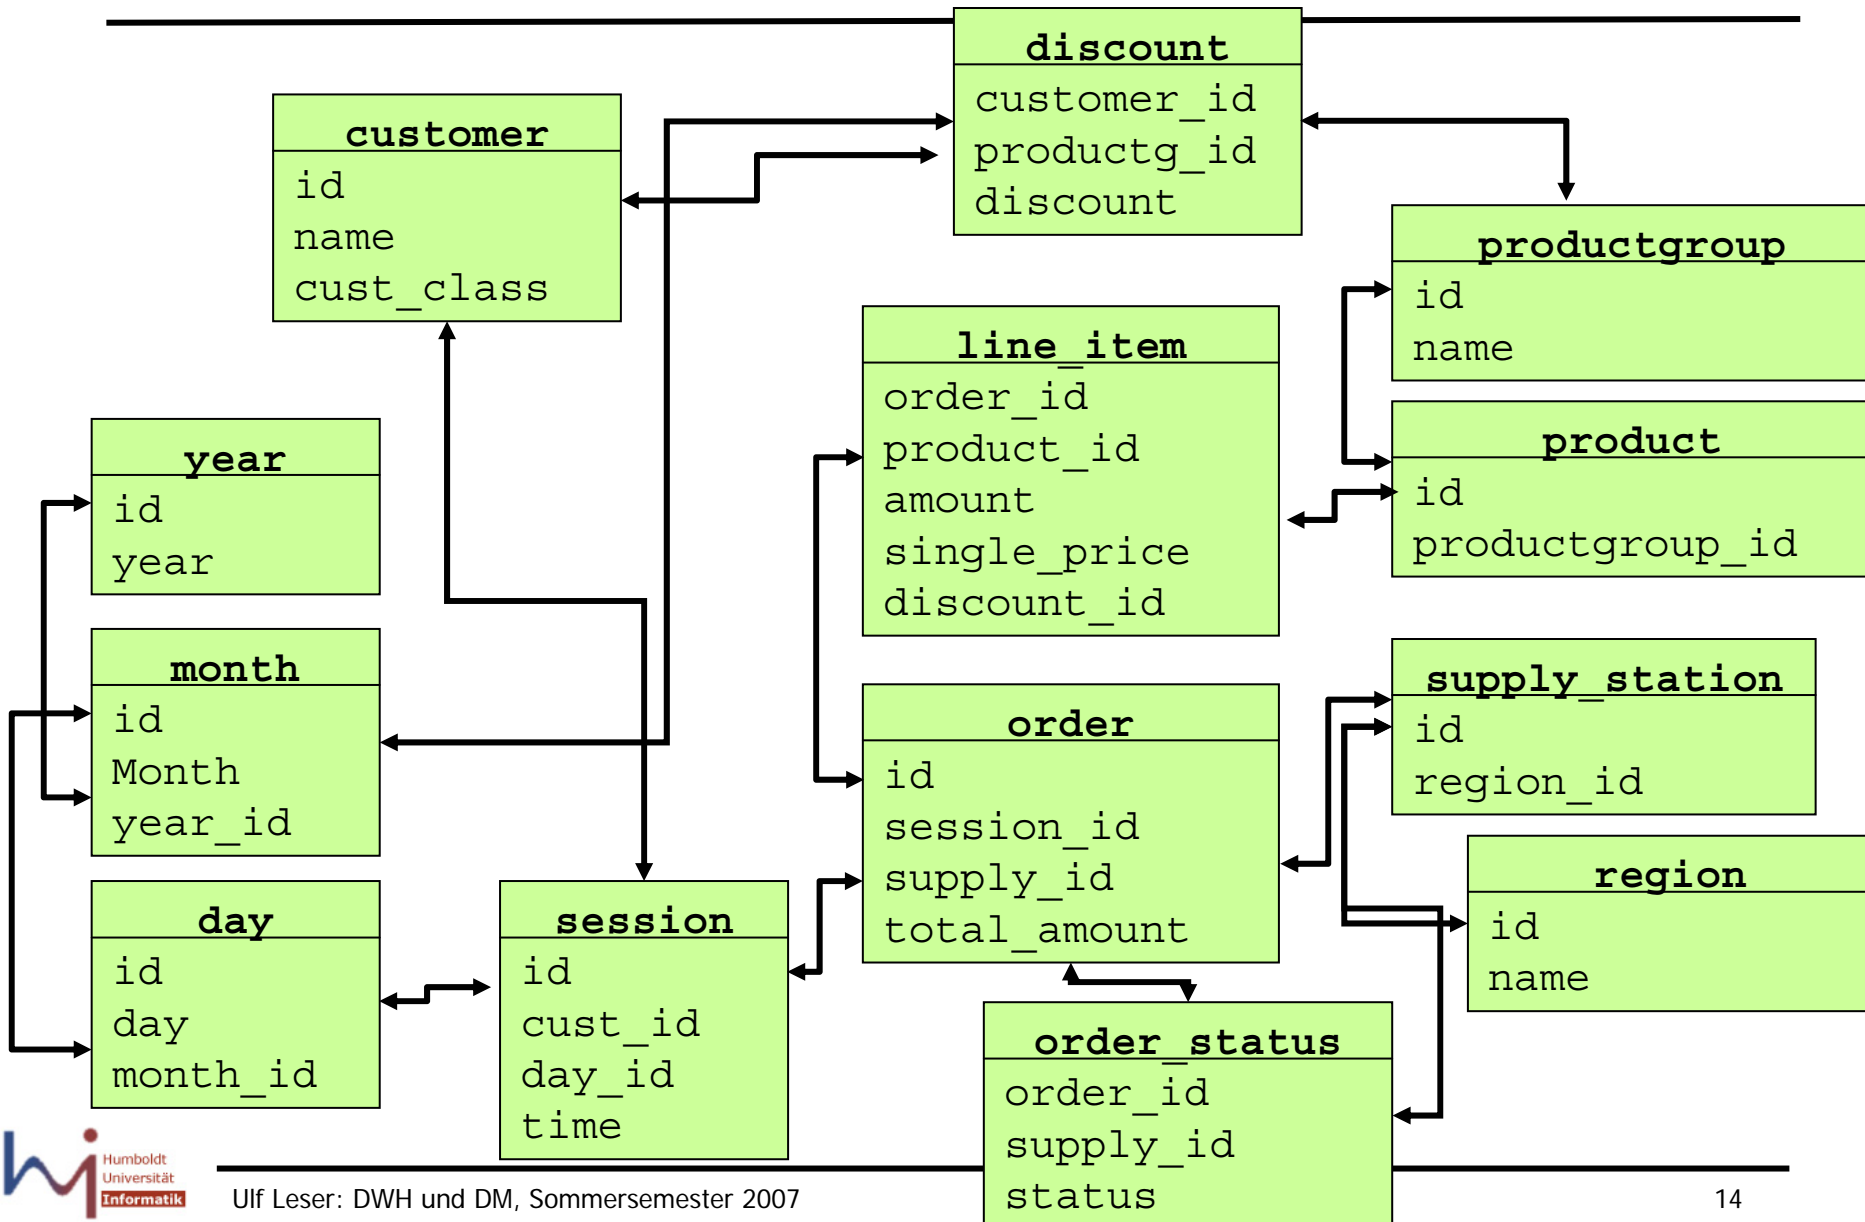 discount
customer_id
productg_id
discount
customer
id
name
cust_class
productgroup
id
name
line_item
order_id
product_id
amount
single_price
discount_id
product
id
productgroup_id
year
id
year
month
id
Month
year_id
supply_station
id
region_id
order
id
session_id
supply_id
total_amount
region
id
name
day
id
day
month_id
session
id
cust_id
day_id
time
order_status
order_id
supply_id
status
Humboldt
Universität
Informatik
Ulf Leser: DWH und DM, Sommersemester 2007
14